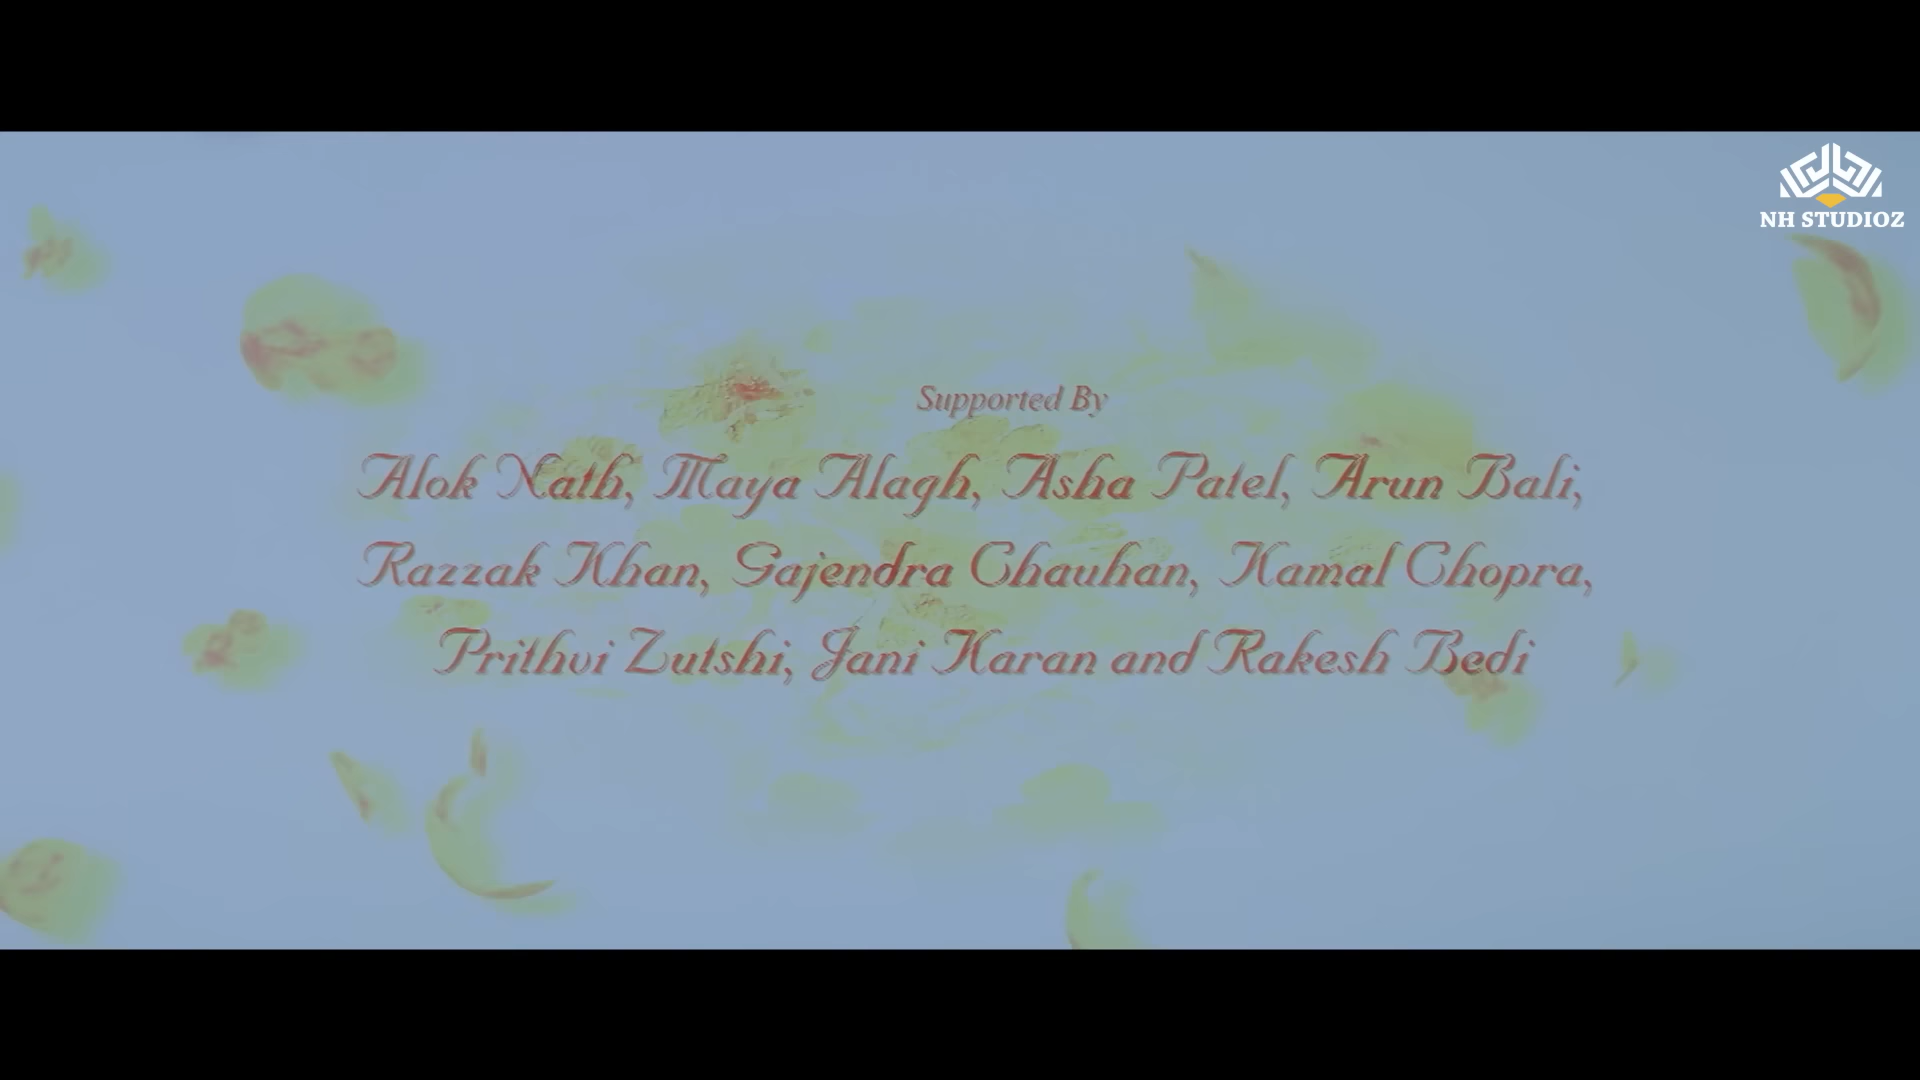 NH STUDIOZ
Supported By
Alok Nath, Maya Alagh, Asha Patel, Arun Bali,
Razzak Khan, Gajendra Chauhan, Kamal Chopra,
Prithvi Zutshi, Jani Karan and Rakesh Bedi